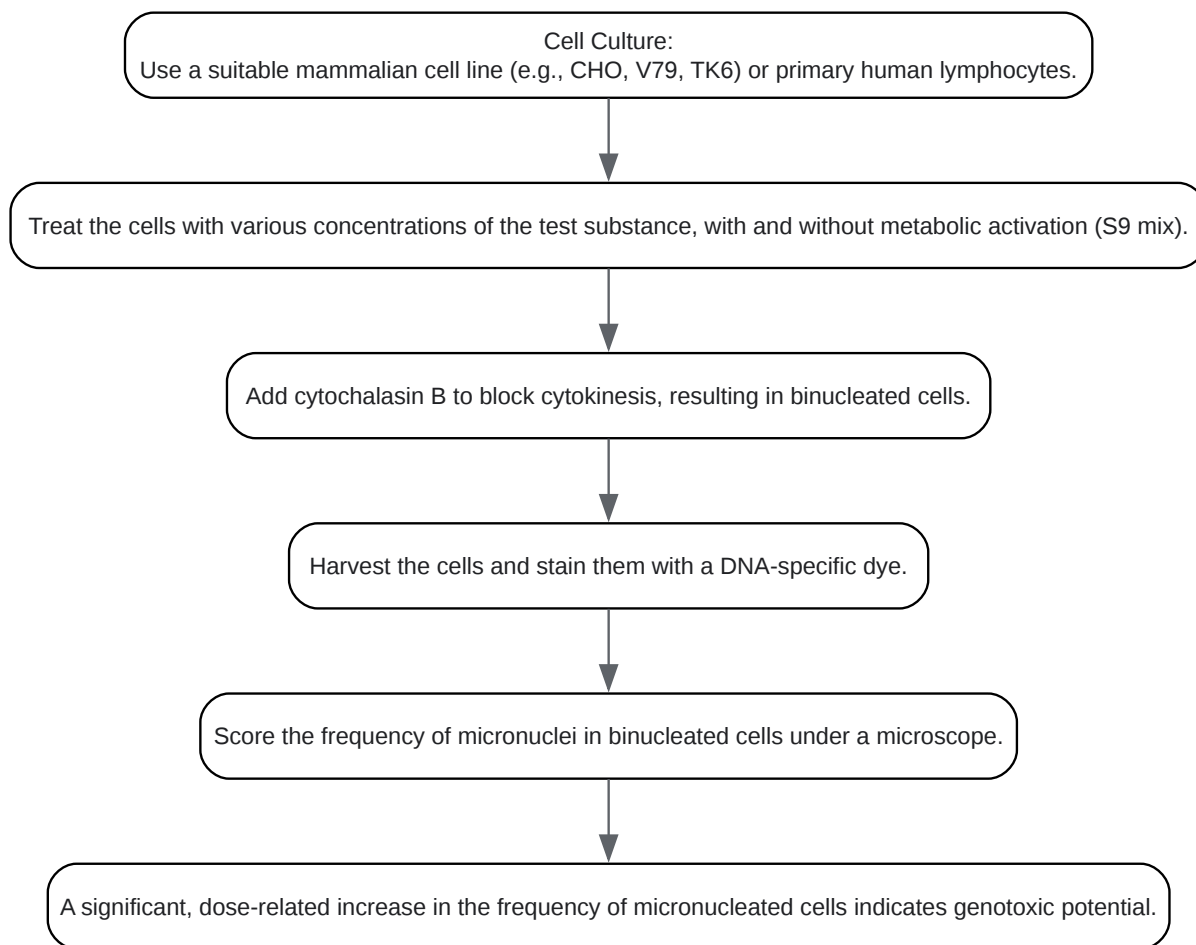 Cell Culture:
Use a suitable mammalian cell line (e.g., CHO, V79, TK6) or primary human lymphocytes.
Treat the cells with various concentrations of the test substance, with and without metabolic activation (S9 mix).
Add cytochalasin B to block cytokinesis, resulting in binucleated cells.
Harvest the cells and stain them with a DNA-specific dye.
Score the frequency of micronuclei in binucleated cells under a microscope.
A significant, dose-related increase in the frequency of micronucleated cells indicates genotoxic potential.